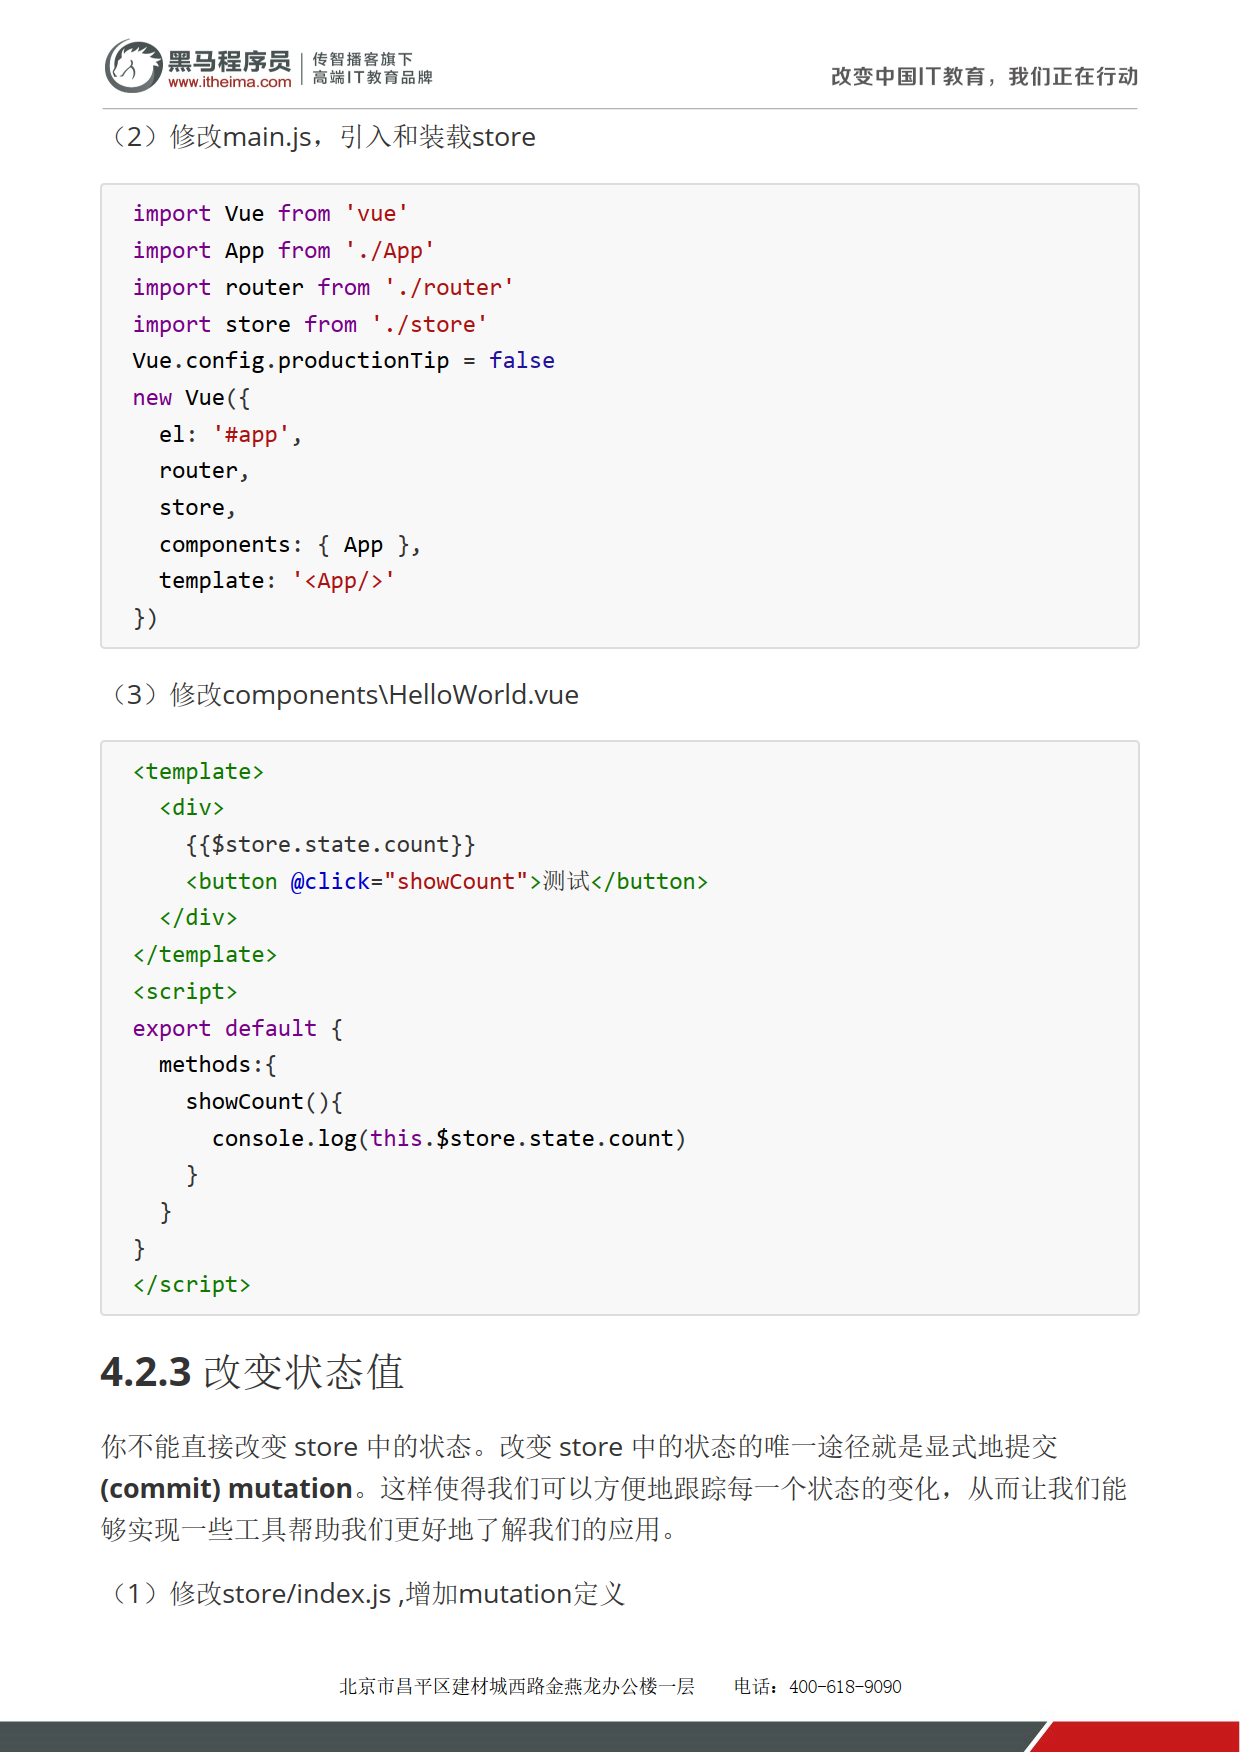 黑马程序员
www.itheima.com
传智播客旗下
高端IT教育品牌
改变中国IT教育，我们正在行动
（2）修改main.js，引入和装载store
import Vue from 'vue'
import App from './App'
import router from './router'
import store from './store'
Vue.config.productionTip = false
new Vue({
  el: '#app',
  router,
  store,
  components: { App },
  template: '<App/>'
})
（3）修改components\HelloWorld.vue
<template>
  <div>
    {{$store.state.count}}
    <button @click="showCount">测试</button>
  </div>
</template>
<script>
export default {
  methods:{
    showCount(){
      console.log(this.$store.state.count)
    }
  }
}
</script>
4.2.3 改变状态值
你不能直接改变 store 中的状态。改变 store 中的状态的唯一途径就是显式地提交
(commit) mutation。这样使得我们可以方便地跟踪每一个状态的变化，从而让我们能
够实现一些工具帮助我们更好地了解我们的应用。
（1）修改store/index.js ,增加mutation定义
北京市昌平区建材城西路金燕龙办公楼一层 电话：400-618-9090